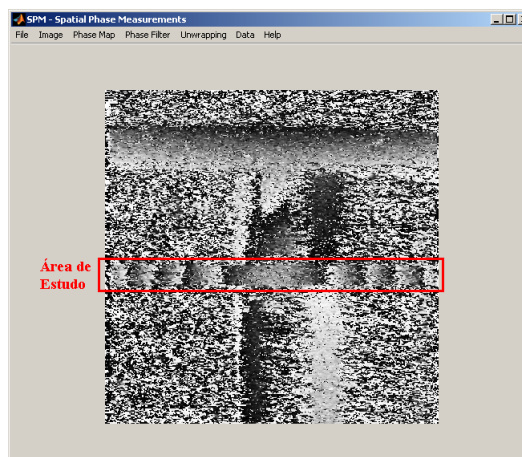 SPM - Spatial Phase Measurements
File Image Phase Map Phase Filter Unwrapping Data Help
Área de
Estudo